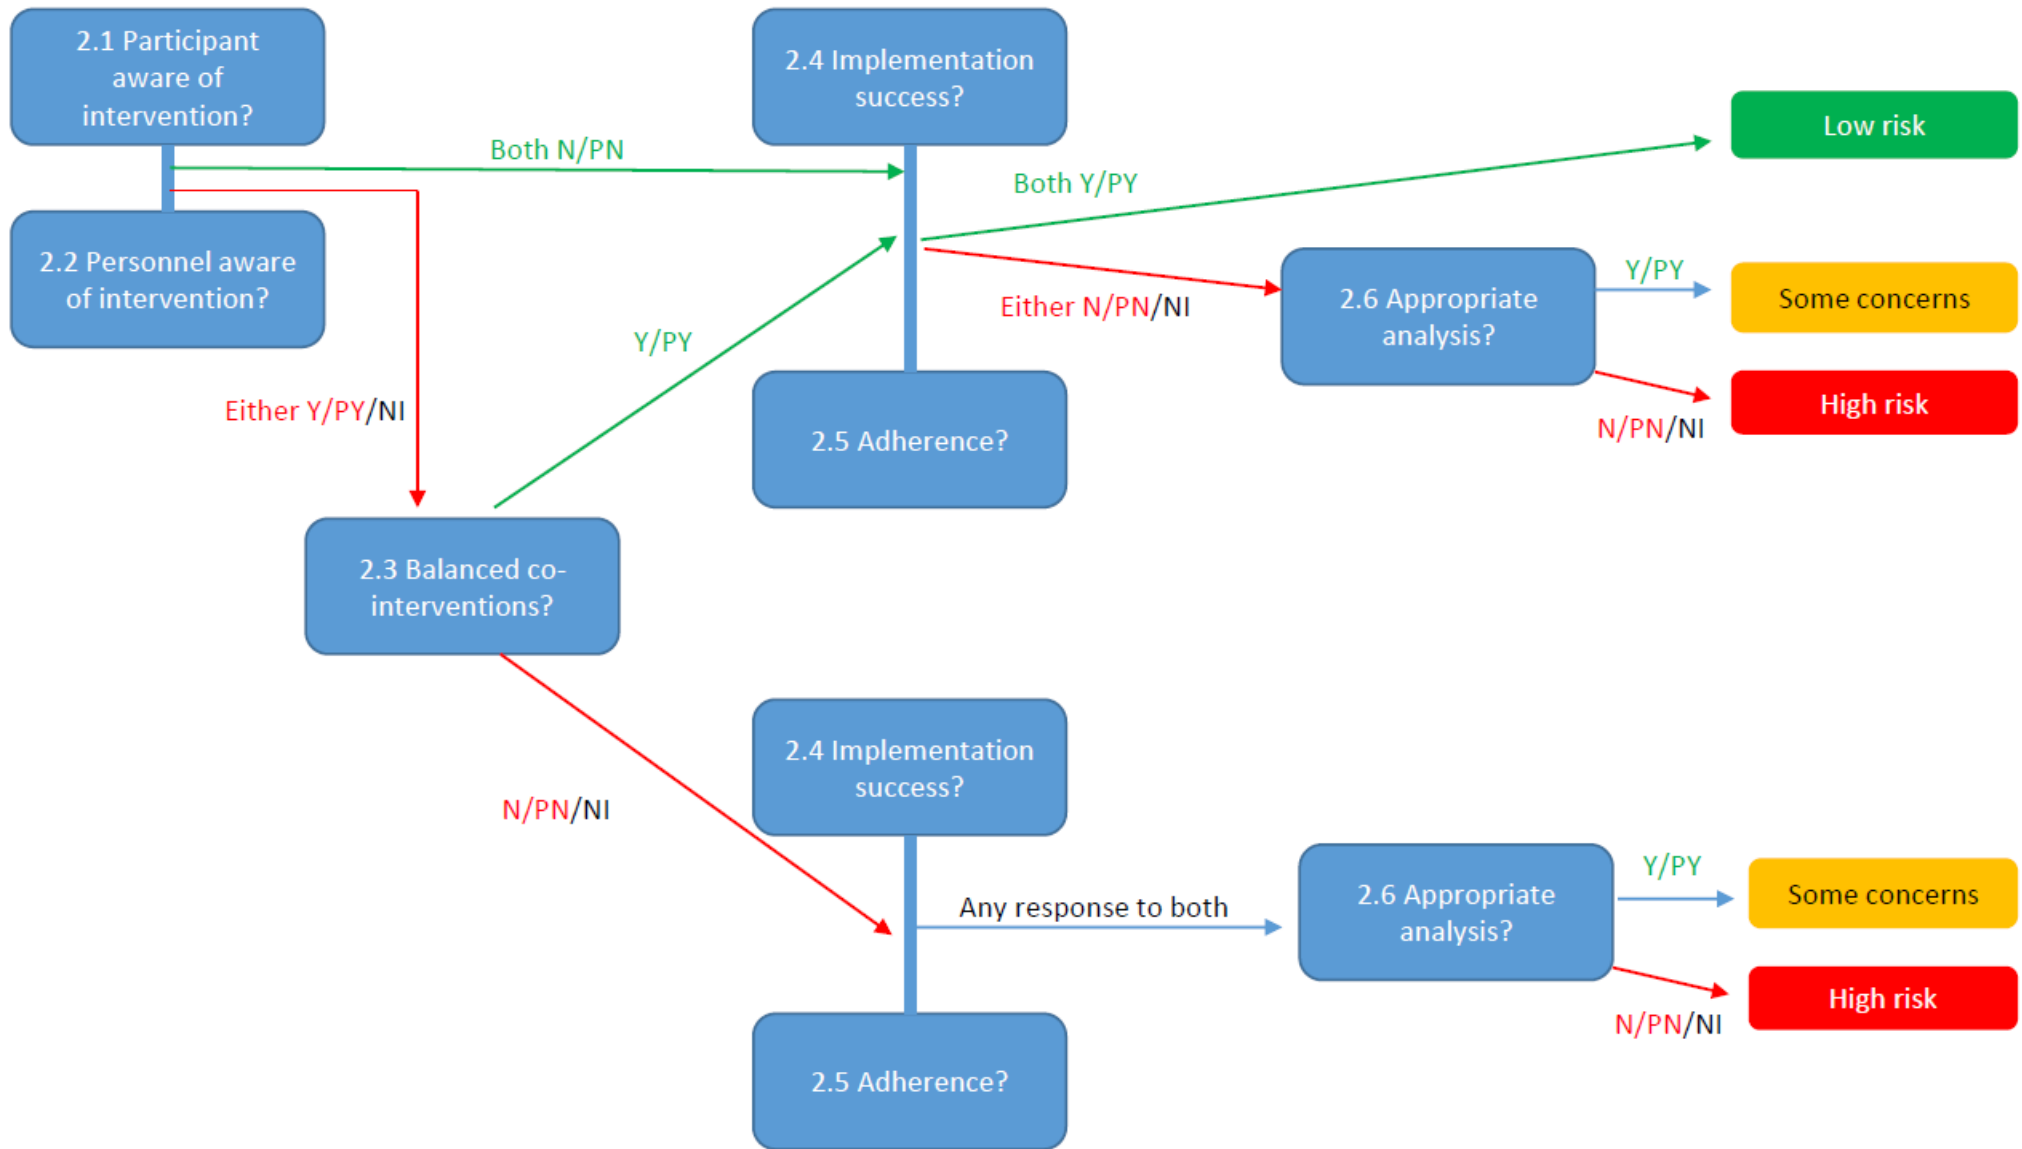 2.1 Participant
aware of
intervention?
2.2 Personnel aware
of intervention?
Both N/PN
Either Y/PY/NI
2.3 Balanced co-
interventions?
Y/PY
N/PN/NI
2.4 Implementation
success?
2.5 Adherence?
Both Y/PY
Either N/PN/NI
2.6 Appropriate
analysis?
Y/PY
N/PN/NI
Low risk
Some concerns
High risk
2.4 Implementation
success?
2.5 Adherence?
Any response to both
2.6 Appropriate
analysis?
Y/PY
N/PN/NI
Some concerns
High risk